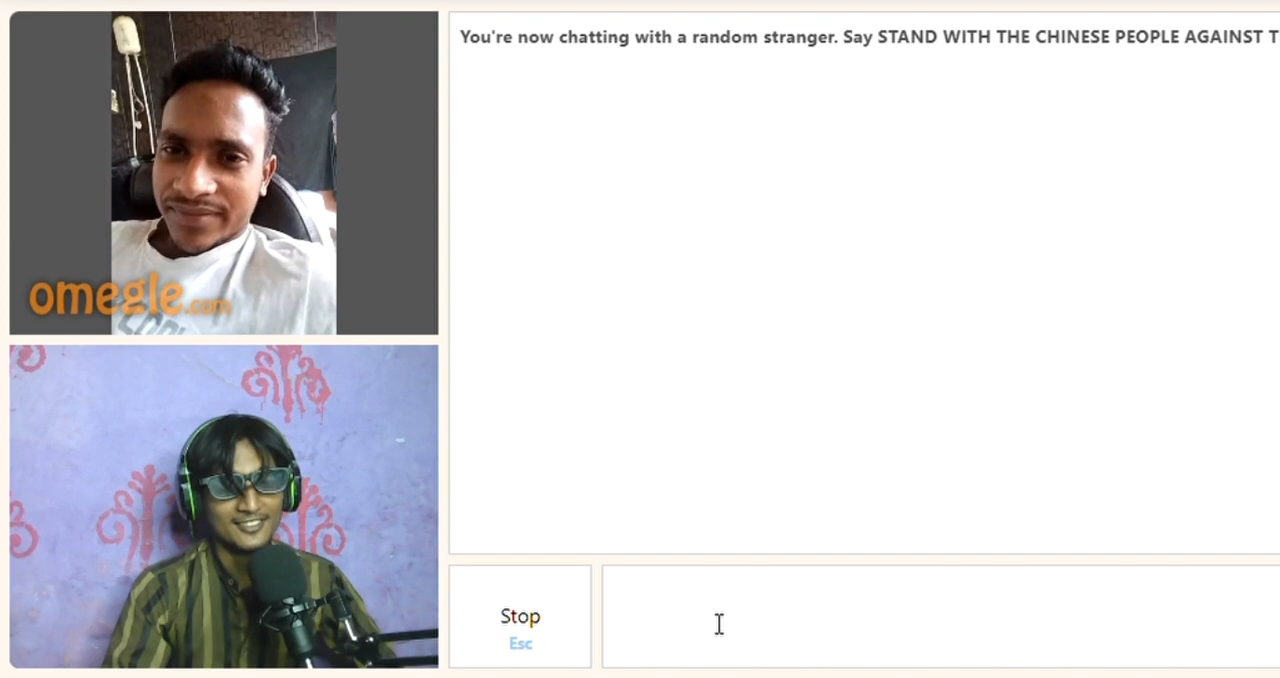 You're now chatting with a random stranger. Say STAND WITH THE CHINESE PEOPLE AGAINST T
omegle.com
Stop
Esc